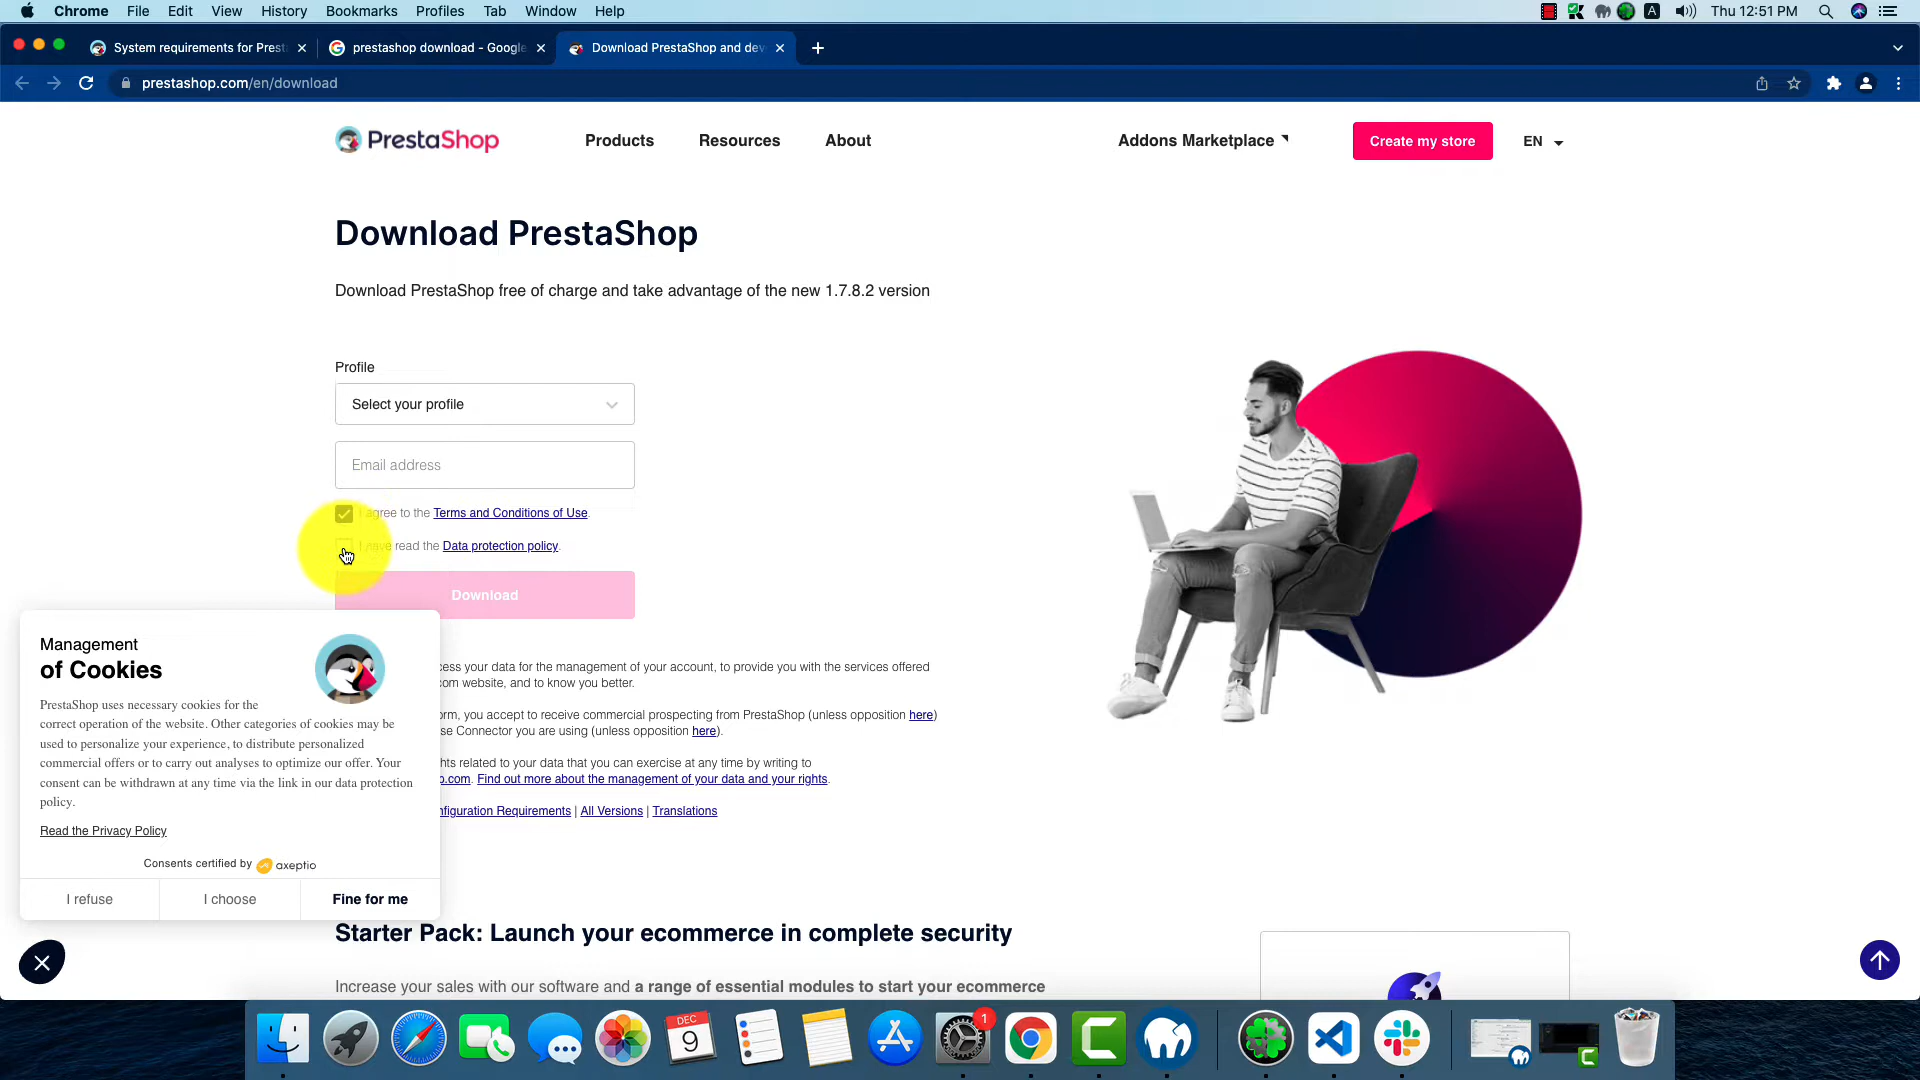 Chrome File Edit View History Bookmarks Profiles Tab Window Help
A
Thu 12:51 PM
System requirements for Prest
prestashop download - Google
Download PrestaShop and dev
prestashop.com/en/download
PrestaShop
Products
Resources
About
Addons Marketplace
Create my store
EN
Download PrestaShop
Download PrestaShop free of charge and take advantage of the new 1.7.8.2 version
Profile
Select your profile
Email address
I agree to the Terms and Conditions of Use.
I have read the Data protection policy.
Download
cess your data for the management of your account, to provide you with the services offered
com website, and to know you better.
orm, you accept to receive commercial prospecting from PrestaShop (unless opposition here)
se Connector you are using (unless opposition here).
hts related to your data that you can exercise at any time by writing to
p.com. Find out more about the management of your data and your rights.
nfiguration Requirements | All Versions | Translations
Management
of Cookies
PrestaShop uses necessary cookies for the
correct operation of the website. Other categories of cookies may be
used to personalize your experience, to distribute personalized
commercial offers or to carry out analyses to optimize our offer. Your
consent can be withdrawn at any time via the link in our data protection
policy.
Read the Privacy Policy
Consents certified by axeptio
I refuse
I choose
Fine for me
Starter Pack: Launch your ecommerce in complete security
Increase your sales with our software and a range of essential modules to start your ecommerce
DEC
9
1